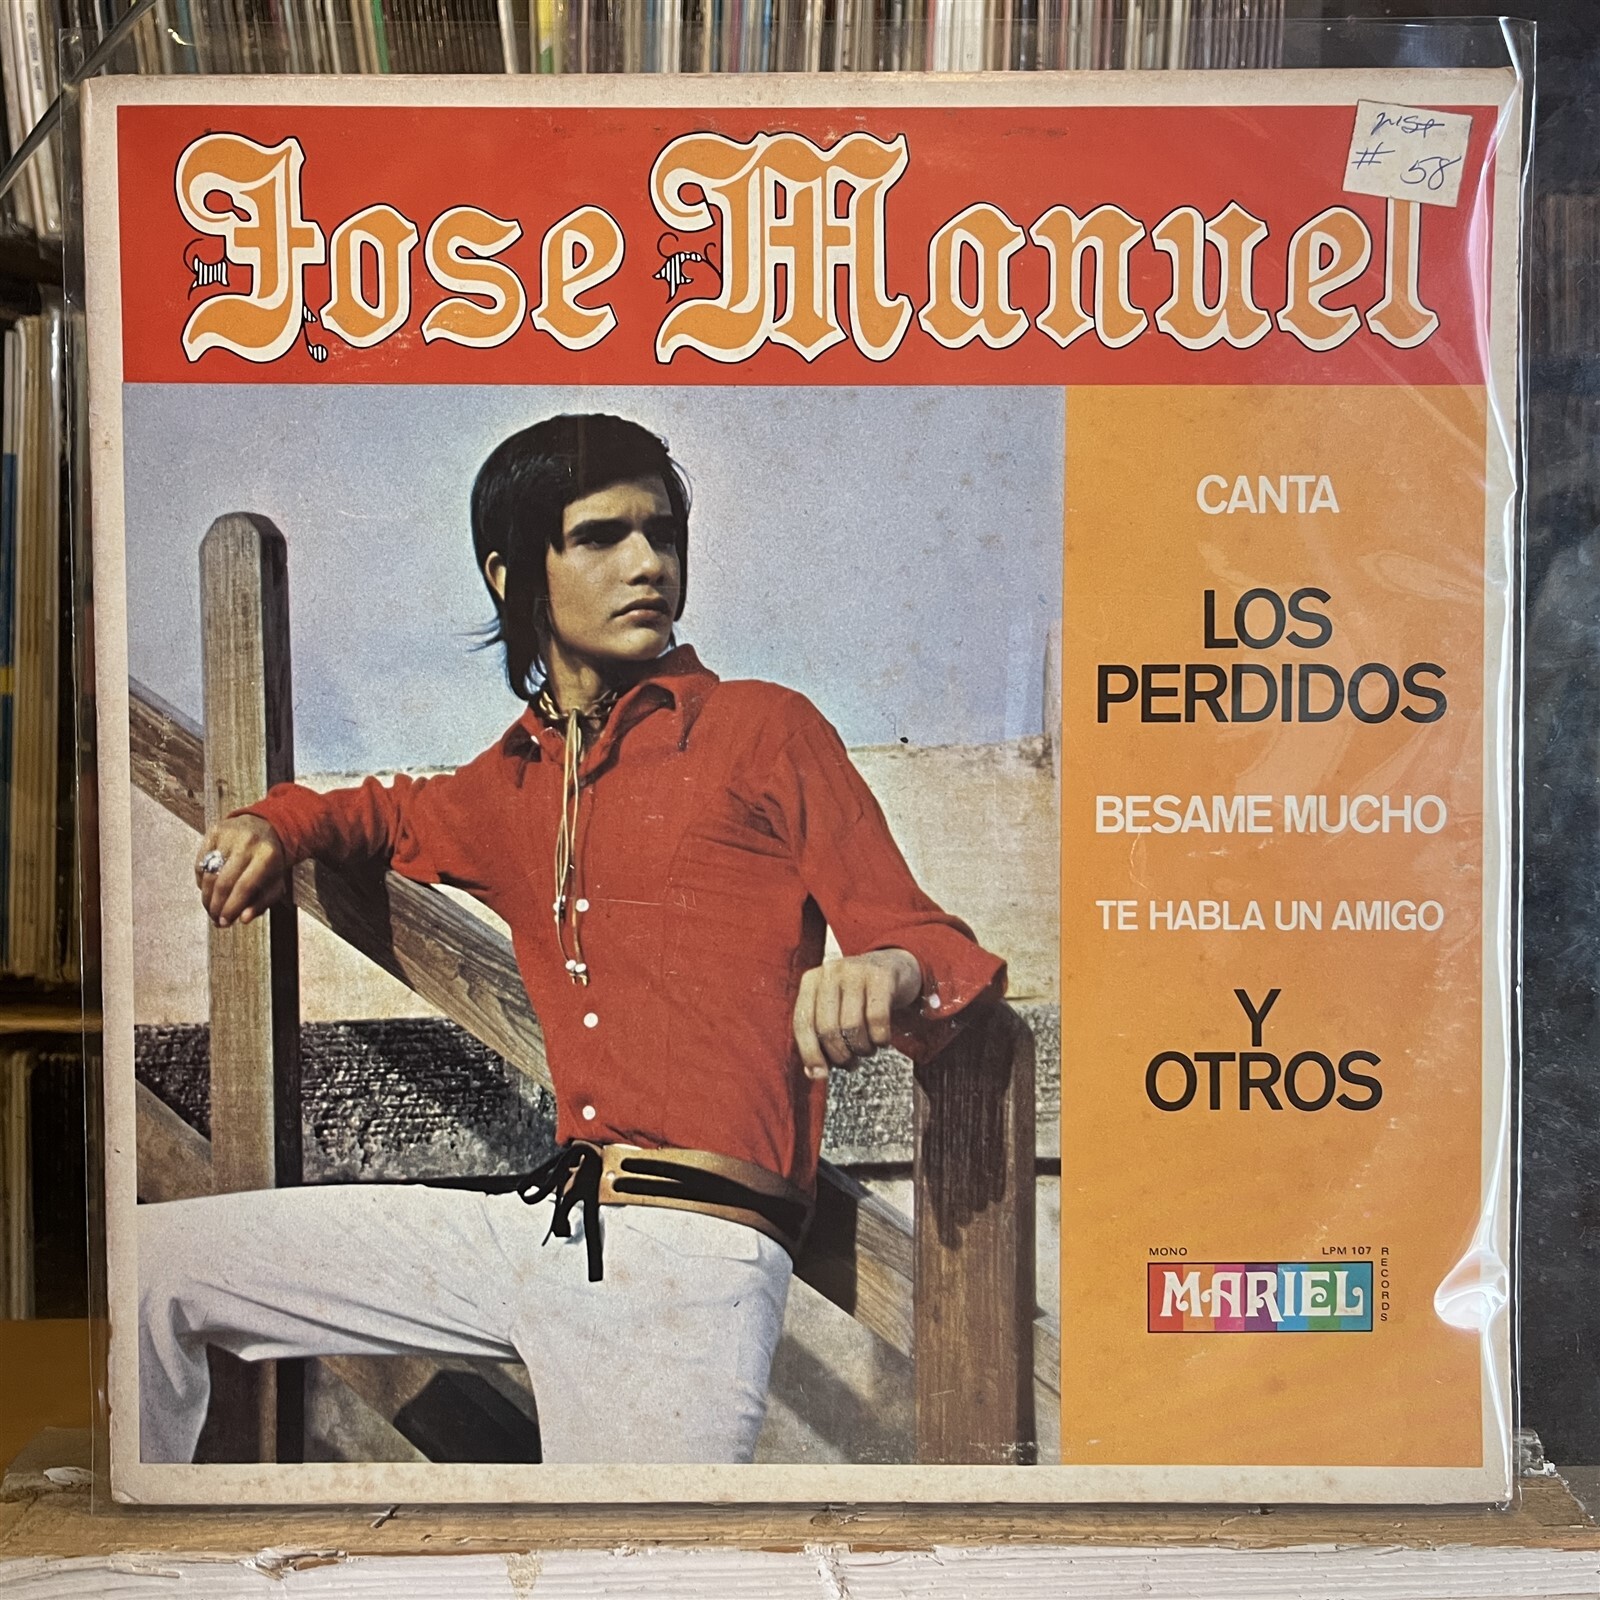 Jose Manuel
# 58
CANTA
LOS
PERDIDOS
BESAME MUCHO
TE HABLA UN AMIGO
Y
OTROS
MONO LPM 107
MARIEL
RECORDS